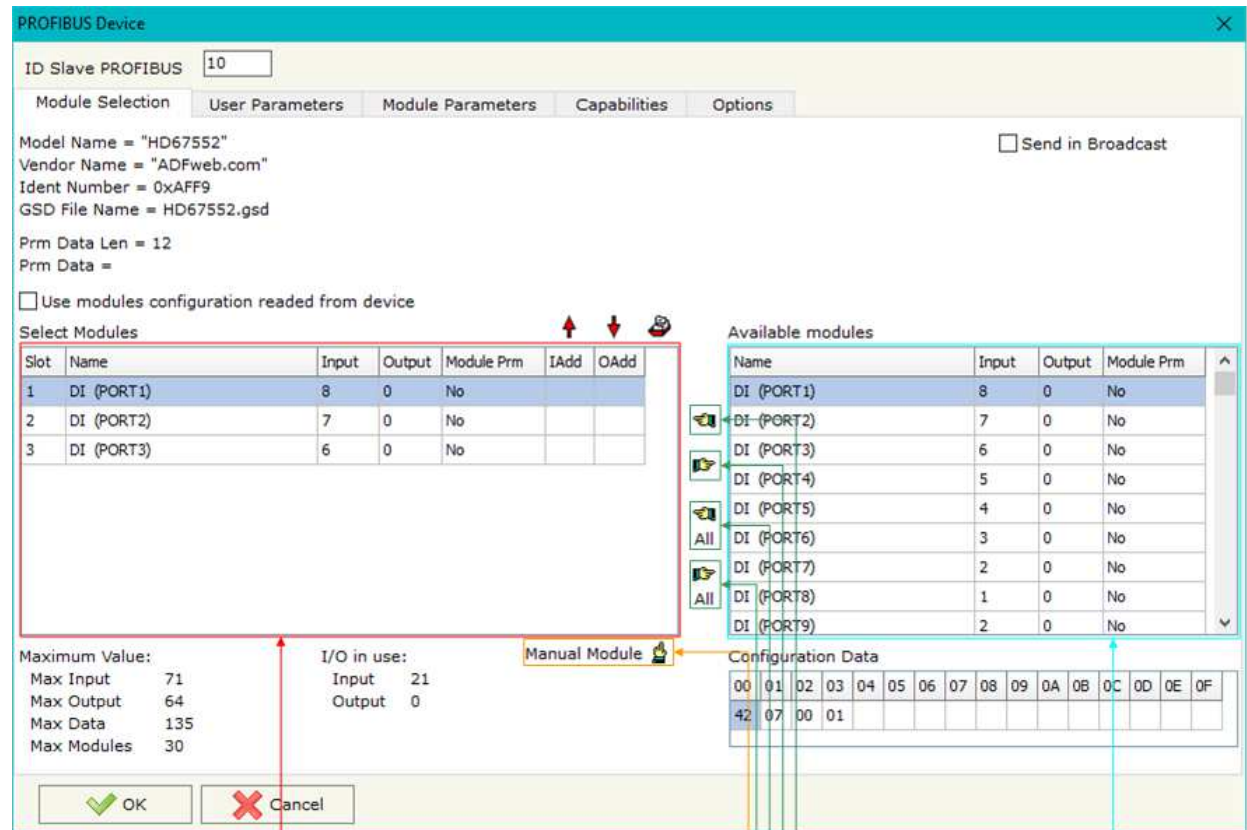 PROFIBUS Device
ID Slave PROFIBUS 10
Module Selection User Parameters Module Parameters Capabilities Options
Model Name = "HD67552" Send in Broadcast
Vendor Name = "ADFweb.com"
Ident Number = 0xAFF9
GSD File Name = HD67552.gsd
Prm Data Len = 12
Prm Data =
Use modules configuration readed from device
Select Modules
Slot Name Input Output Module Prm IAdd OAdd
1 DI (PORT1) 8 0 No
2 DI (PORT2) 7 0 No
3 DI (PORT3) 6 0 No
All
All
Available modules
Name Input Output Module Prm
DI (PORT1) 8 0 No
DI (PORT2) 7 0 No
DI (PORT3) 6 0 No
DI (PORT4) 5 0 No
DI (PORT5) 4 0 No
DI (PORT6) 3 0 No
DI (PORT7) 2 0 No
DI (PORT8) 1 0 No
DI (PORT9) 2 0 No
Manual Module
Maximum Value:
Max Input 71
Max Output 64
Max Data 135
Max Modules 30
I/O in use:
Input 21
Output 0
Configuration Data
00 01 02 03 04 05 06 07 08 09 0A 0B 0C 0D 0E 0F
42 07 00 01
OK Cancel